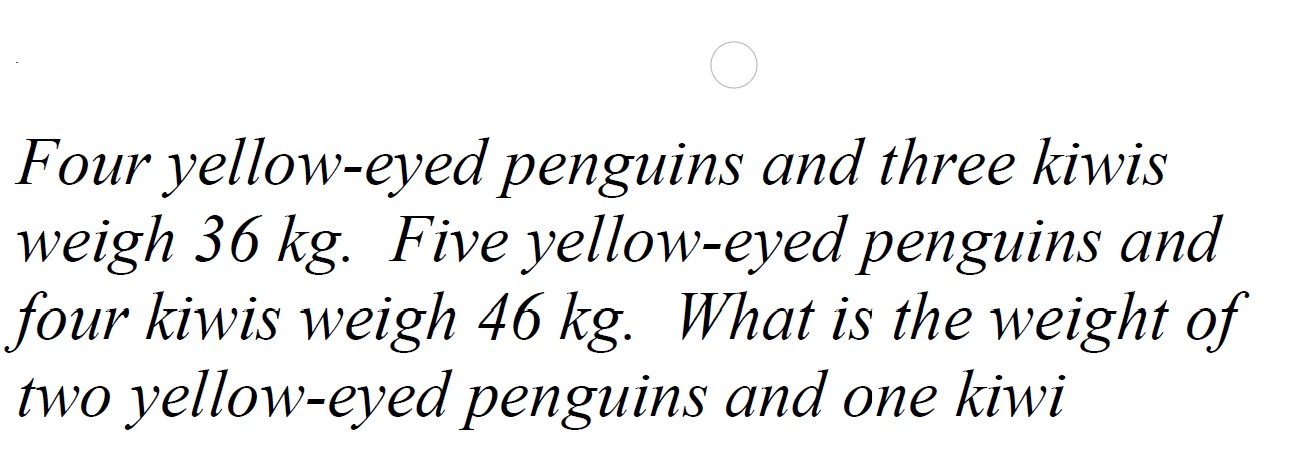 Four yellow-eyed penguins and three kiwis
weigh 36 kg.  Five yellow-eyed penguins and
four kiwis weigh 46 kg.  What is the weight of
two yellow-eyed penguins and one kiwi